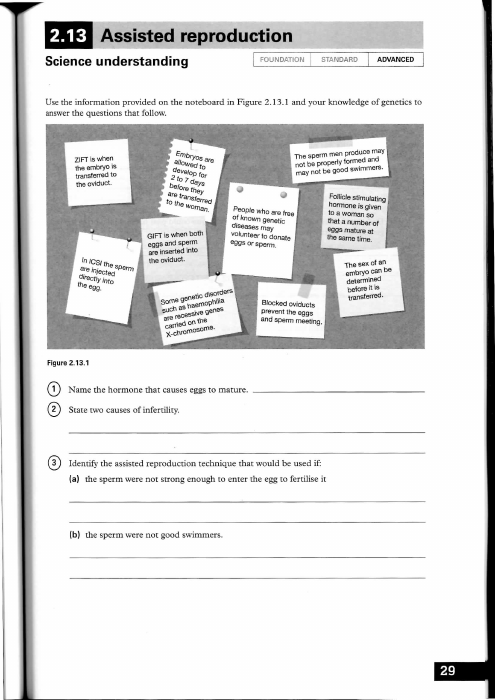 2.13 Assisted reproduction
Science understanding
FOUNDATION STANDARD ADVANCED
Use the information provided on the noteboard in Figure 2.13.1 and your knowledge of genetics to
answer the questions that follow.
ZIFT is when
the embryo is
transferred to
the oviduct.
Embryos are
allowed to
develop for
2 to 7 days
before they
are transferred
to the woman.
The sperm men produce may
not be properly formed and
may not be good swimmers.
People who are free
of known genetic
diseases may
volunteer to donate
eggs or sperm.
Follicle stimulating
hormone is given
to a woman so
that a number of
eggs mature at
the same time.
GIFT is when both
eggs and sperm
are inserted into
the oviduct.
In ICSI the sperm
are injected
directly into
the egg.
The sex of an
embryo can be
determined
before it is
transferred.
Some genetic disorders
such as haemophilia
are recessive genes
carried on the
X-chromosome.
Blocked oviducts
prevent the eggs
and sperm meeting.
Figure 2.13.1
1 Name the hormone that causes eggs to mature.
2 State two causes of infertility.
3 Identify the assisted reproduction technique that would be used if:
(a) the sperm were not strong enough to enter the egg to fertilise it
(b) the sperm were not good swimmers.
29